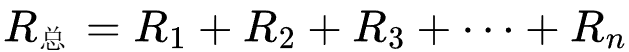 R总 = R1 + R2 + R3 + ⋯ + Rn